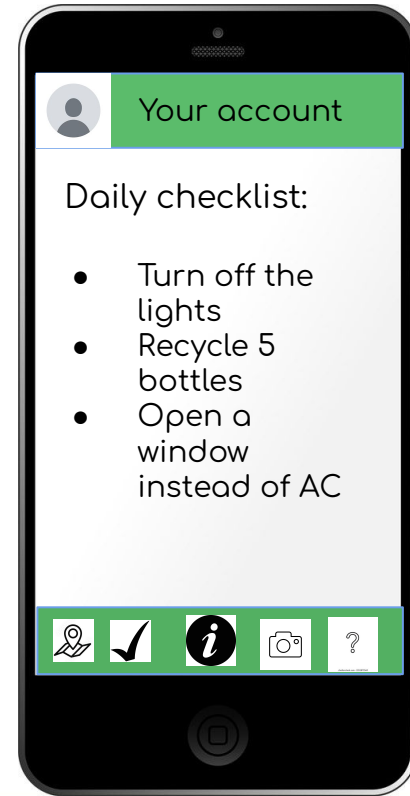 Your account
Daily checklist:
● Turn off the
lights
● Recycle 5
bottles
● Open a
window
instead of AC
i
?